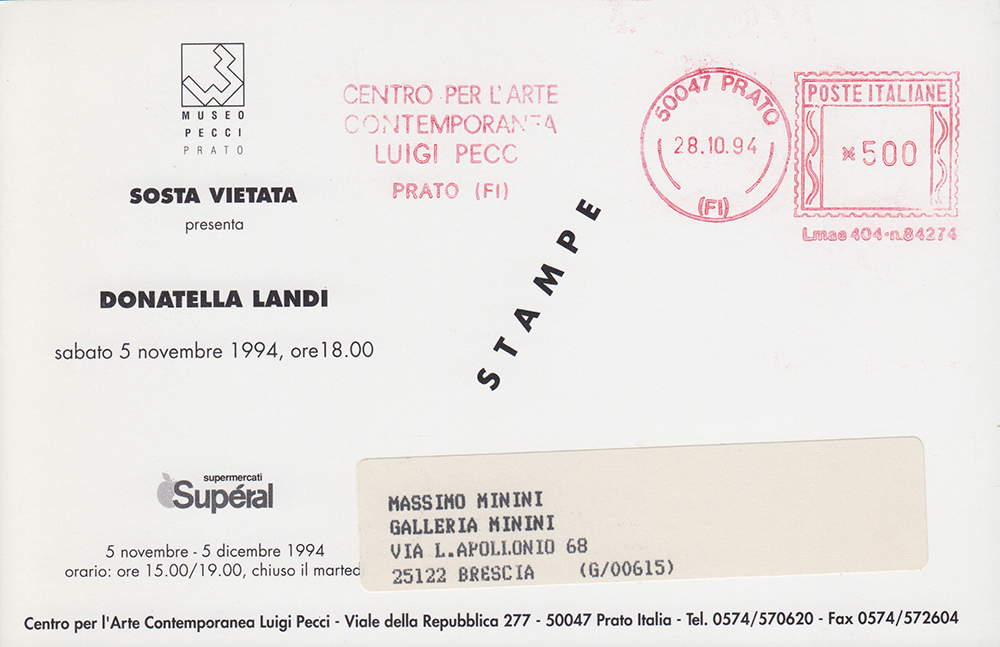 MUSEO
PECCI
PRATO
SOSTA VIETATA
presenta
DONATELLA LANDI
sabato 5 novembre 1994, ore18.00
CENTRO PER L'ARTE
CONTEMPORANEA
LUIGI PECC
PRATO (FI)
50047 PRATO
28.10.94
(FI)
POSTE ITALIANE
*500
Lmae 404-n.84274
STAMPE
supermercati
Supéral
5 novembre - 5 dicembre 1994
orario: ore 15.00/19.00, chiuso il marted
MASSIMO MININI
GALLERIA MININI
VIA L.APOLLONIO 68
25122 BRESCIA (G/00615)
Centro per l'Arte Contemporanea Luigi Pecci - Viale della Repubblica 277 - 50047 Prato Italia - Tel. 0574/570620 - Fax 0574/572604